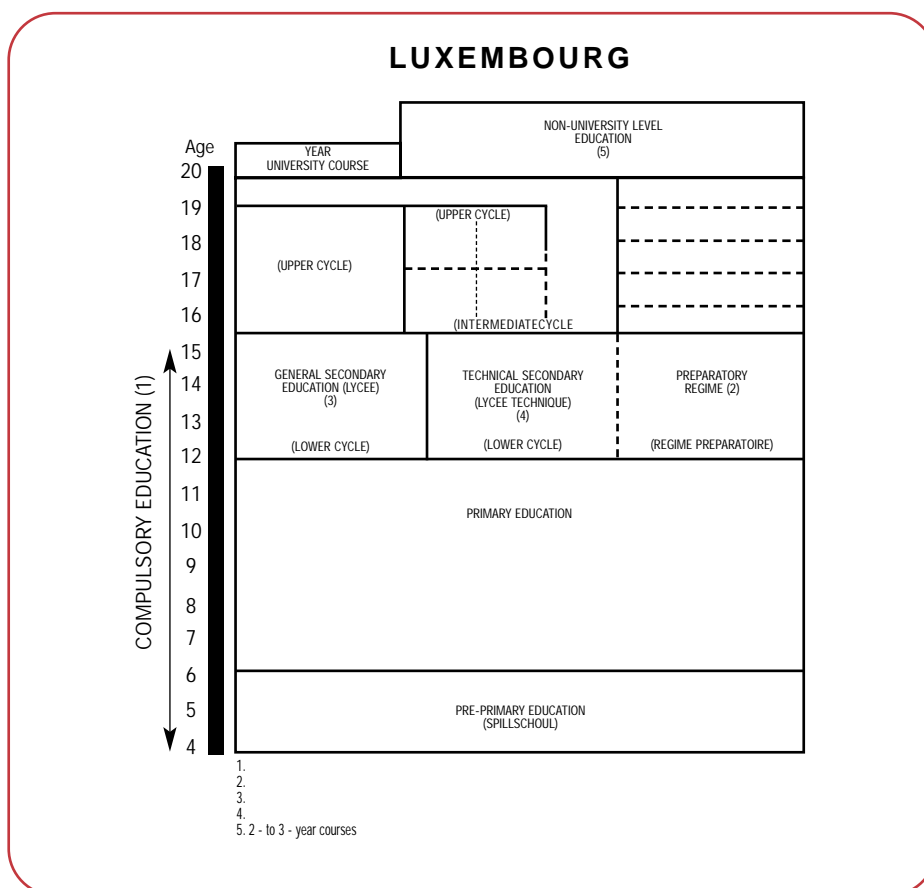 LUXEMBOURG
NON-UNIVERSITY LEVEL
EDUCATION
(5)
Age
YEAR
UNIVERSITY COURSE
20
19
(UPPER CYCLE)
18
(UPPER CYCLE)
17
16
(INTERMEDIATECYCLE
15
GENERAL SECONDARY
EDUCATION (LYCEE)
(3)
TECHNICAL SECONDARY
EDUCATION
(LYCEE TECHNIQUE)
(4)
PREPARATORY
REGIME (2)
14
13
(LOWER CYCLE)
(LOWER CYCLE)
(REGIME PREPARATOIRE)
12
COMPULSORY EDUCATION (1)
11
PRIMARY EDUCATION
10
9
8
7
6
PRE-PRIMARY EDUCATION
(SPILLSCHOUL)
5
4
1.
2.
3.
4.
5. 2 - to 3 - year courses